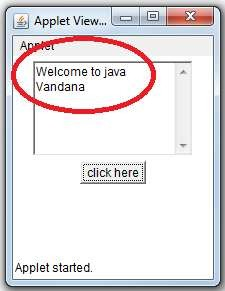 Applet View...
Applet
Welcome to java
Vandana
click here
Applet started.